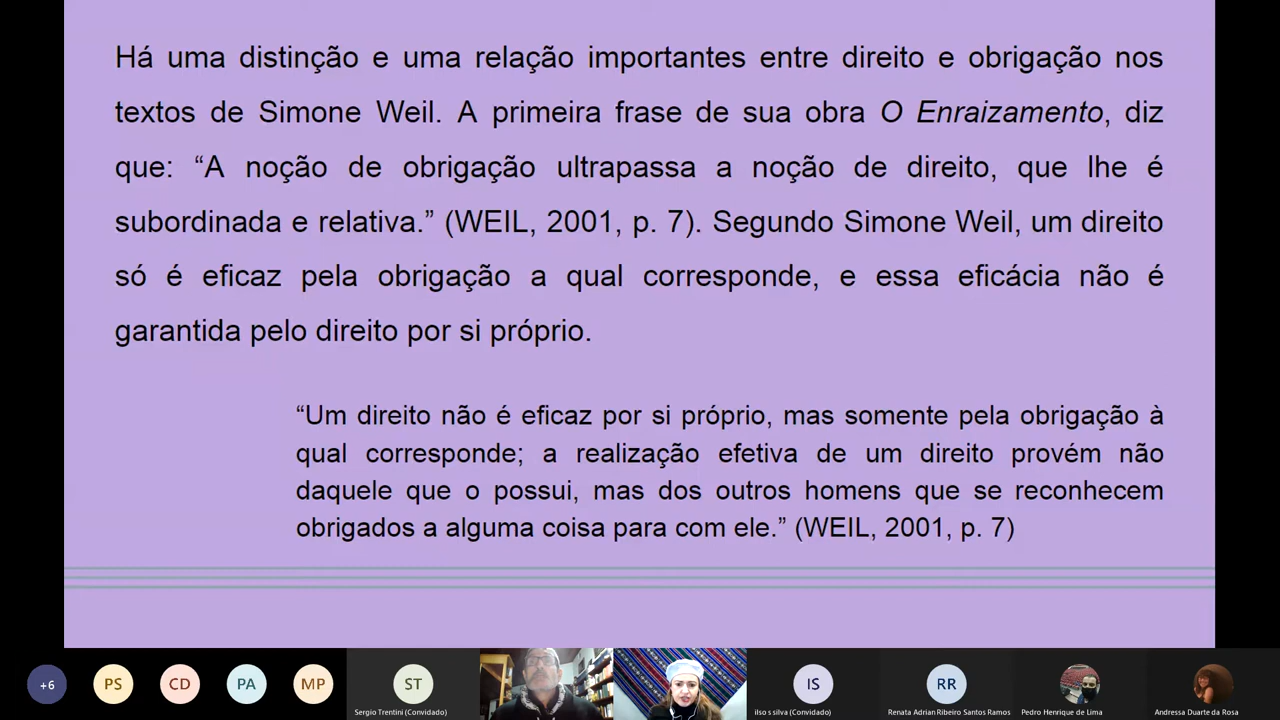 Há uma distinção e uma relação importantes entre direito e obrigação nos
textos de Simone Weil. A primeira frase de sua obra O Enraizamento, diz
que: “A noção de obrigação ultrapassa a noção de direito, que lhe é
subordinada e relativa.” (WEIL, 2001, p. 7). Segundo Simone Weil, um direito
só é eficaz pela obrigação a qual corresponde, e essa eficácia não é
garantida pelo direito por si próprio.
“Um direito não é eficaz por si próprio, mas somente pela obrigação à
qual corresponde; a realização efetiva de um direito provém não
daquele que o possui, mas dos outros homens que se reconhecem
obrigados a alguma coisa para com ele.” (WEIL, 2001, p. 7)
+6
PS
CD
PA
MP
ST
Sergio Trentini (Convidado)
IS
ilso s silva (Convidado)
RR
Renata Adrian Ribeiro Santos Ramos
Pedro Henrique de Lima
Andressa Duarte da Rosa